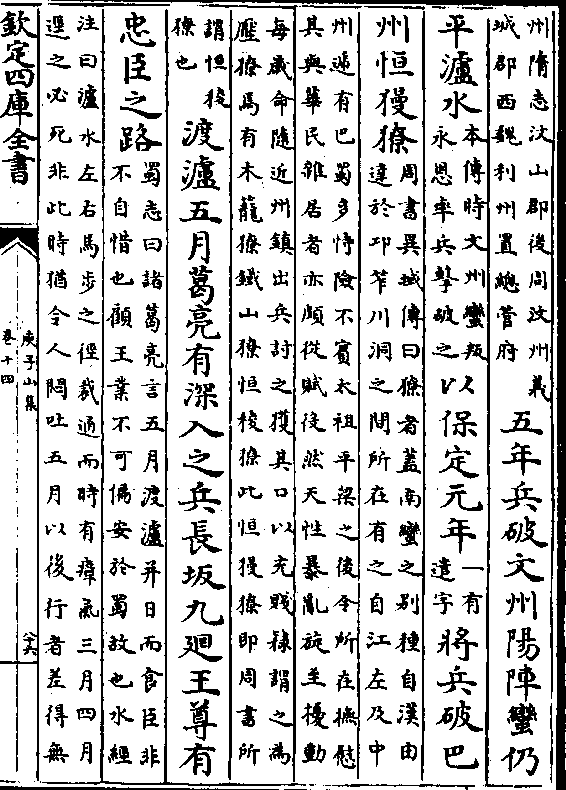 州隋志汶山郡後周汶州義
城郡西魏利州置總管府
五年兵破文州陽陣蠻仍
平瀘水
本傳時文州蠻叛
永恩率兵擊破之
以保定元年
一有
遣字
將兵破巴
州恒獶獠
周書異域傳曰獠者蓋南蠻之別種自漢由
達於邛笮川洞之間所在有之自江左及中
州遞有巴蜀多恃險不賓太祖平梁之後令所在撫慰
其與華民雜居者亦頗從賦役然天性暴亂旋至擾動
每歲命隨近州鎮出兵討之獲其口以充賤隸謂之為
壓獠焉有木籠獠鐵山獠恒稜獠此恒獶獠即周書所
謂恒稜
獠也
渡瀘五月葛亮有深入之兵長坂九廻王尊有
忠臣之路
蜀志曰諸葛亮言五月渡瀘并日而食臣非
不自惜也顧王業不可偏安於蜀故也水經
注曰瀘水左右馬步之徑裁通而時有瘴氣三月四月
逕之必死非此時猶令人悶吐五月以後行者差得無
欽定四庫全書
庾子山集
卷十四